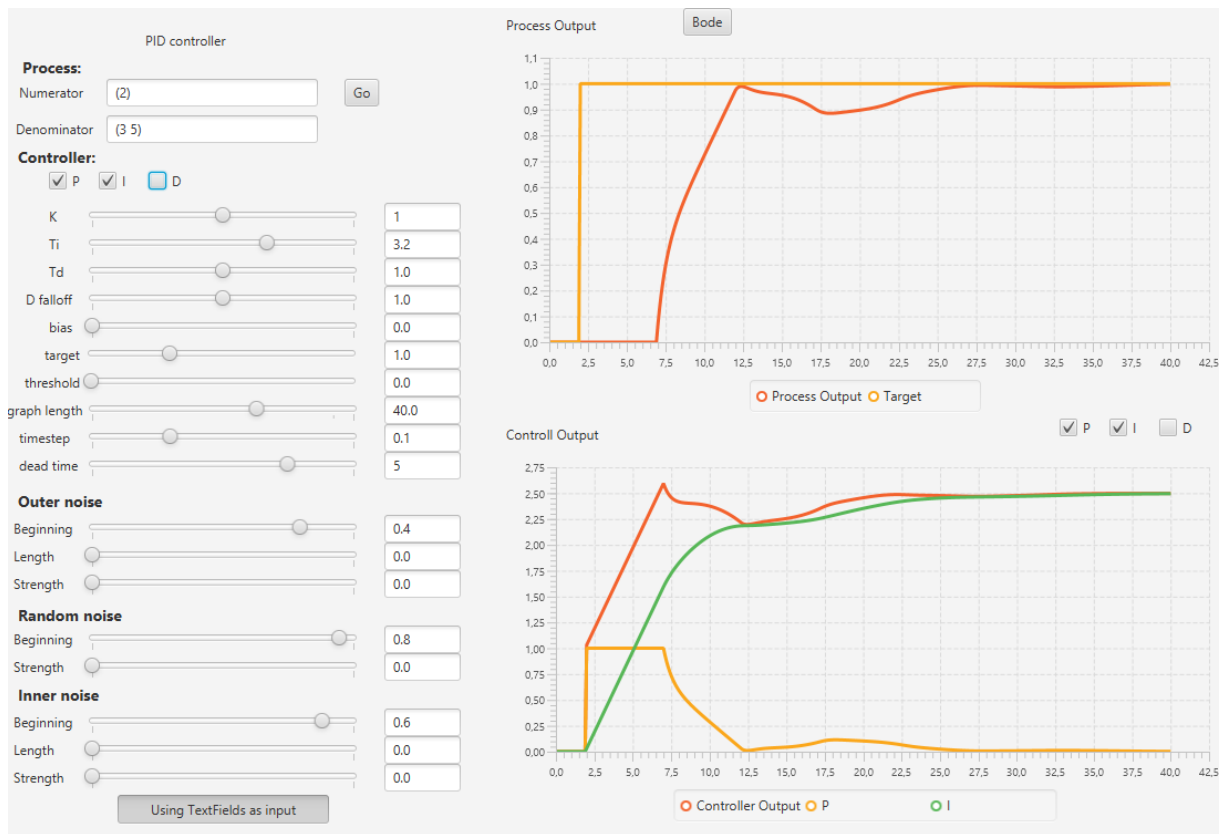 PID controller
Process:
Numerator (2) Go
Denominator (3 5)
Controller:
P I D
K 1
Ti 3.2
Td 1.0
D falloff 1.0
bias 0.0
target 1.0
threshold 0.0
graph length 40.0
timestep 0.1
dead time 5
Outer noise
Beginning 0.4
Length 0.0
Strength 0.0
Random noise
Beginning 0.8
Strength 0.0
Inner noise
Beginning 0.6
Length 0.0
Strength 0.0
Using TextFields as input
Process Output Bode
1,1
1,0
0,9
0,8
0,7
0,6
0,5
0,4
0,3
0,2
0,1
0,0
0,0 2,5 5,0 7,5 10,0 12,5 15,0 17,5 20,0 22,5 25,0 27,5 30,0 32,5 35,0 37,5 40,0 42,5
Process Output Target
Controll Output P I D
2,75
2,50
2,25
2,00
1,75
1,50
1,25
1,00
0,75
0,50
0,25
0,00
0,0 2,5 5,0 7,5 10,0 12,5 15,0 17,5 20,0 22,5 25,0 27,5 30,0 32,5 35,0 37,5 40,0 42,5
Controller Output P I